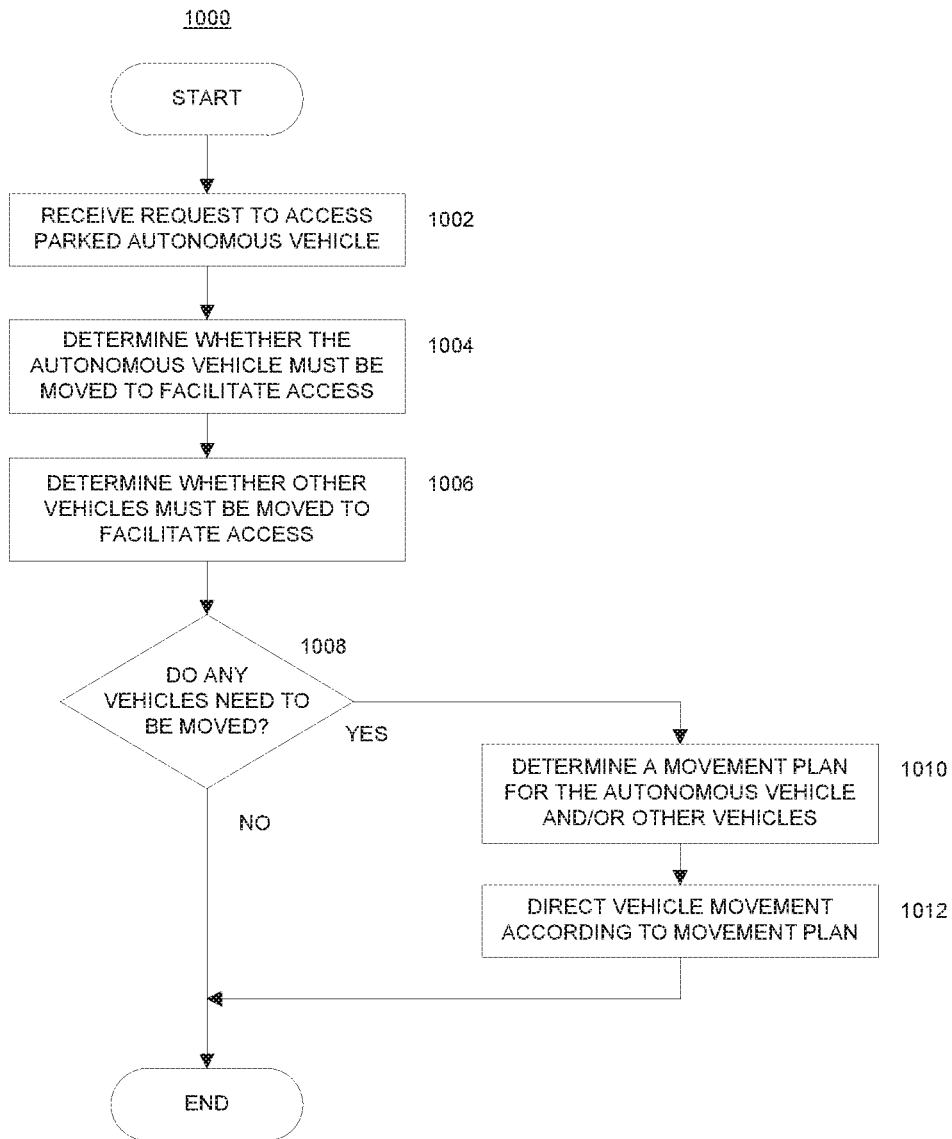 1000
START
RECEIVE REQUEST TO ACCESS
PARKED AUTONOMOUS VEHICLE
1002
DETERMINE WHETHER THE
AUTONOMOUS VEHICLE MUST BE
MOVED TO FACILITATE ACCESS
1004
DETERMINE WHETHER OTHER
VEHICLES MUST BE MOVED TO
FACILITATE ACCESS
1006
1008
DO ANY
VEHICLES NEED TO
BE MOVED?
YES
NO
DETERMINE A MOVEMENT PLAN
FOR THE AUTONOMOUS VEHICLE
AND/OR OTHER VEHICLES
1010
DIRECT VEHICLE MOVEMENT
ACCORDING TO MOVEMENT PLAN
1012
END